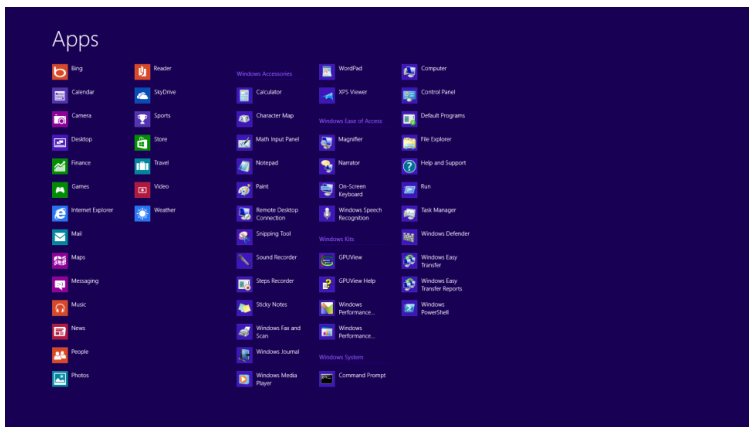 Apps
Bing
Calendar
Camera
Desktop
Finance
Games
Internet Explorer
Mail
Maps
Messaging
Music
News
People
Photos
Reader
SkyDrive
Sports
Store
Travel
Video
Weather
Windows Accessories
Calculator
Character Map
Math Input Panel
Notepad
Paint
Remote Desktop
Connection
Snipping Tool
Sound Recorder
Steps Recorder
Sticky Notes
Windows Fax and
Scan
Windows Journal
Windows Media
Player
WordPad
XPS Viewer
Windows Ease of Access
Magnifier
Narrator
On-Screen
Keyboard
Windows Speech
Recognition
Windows Kits
GPUView
GPUView Help
Windows
Performance...
Windows
Performance...
Windows System
Command Prompt
Computer
Control Panel
Default Programs
File Explorer
Help and Support
Run
Task Manager
Windows Defender
Windows Easy
Transfer
Windows Easy
Transfer Reports
Windows
PowerShell